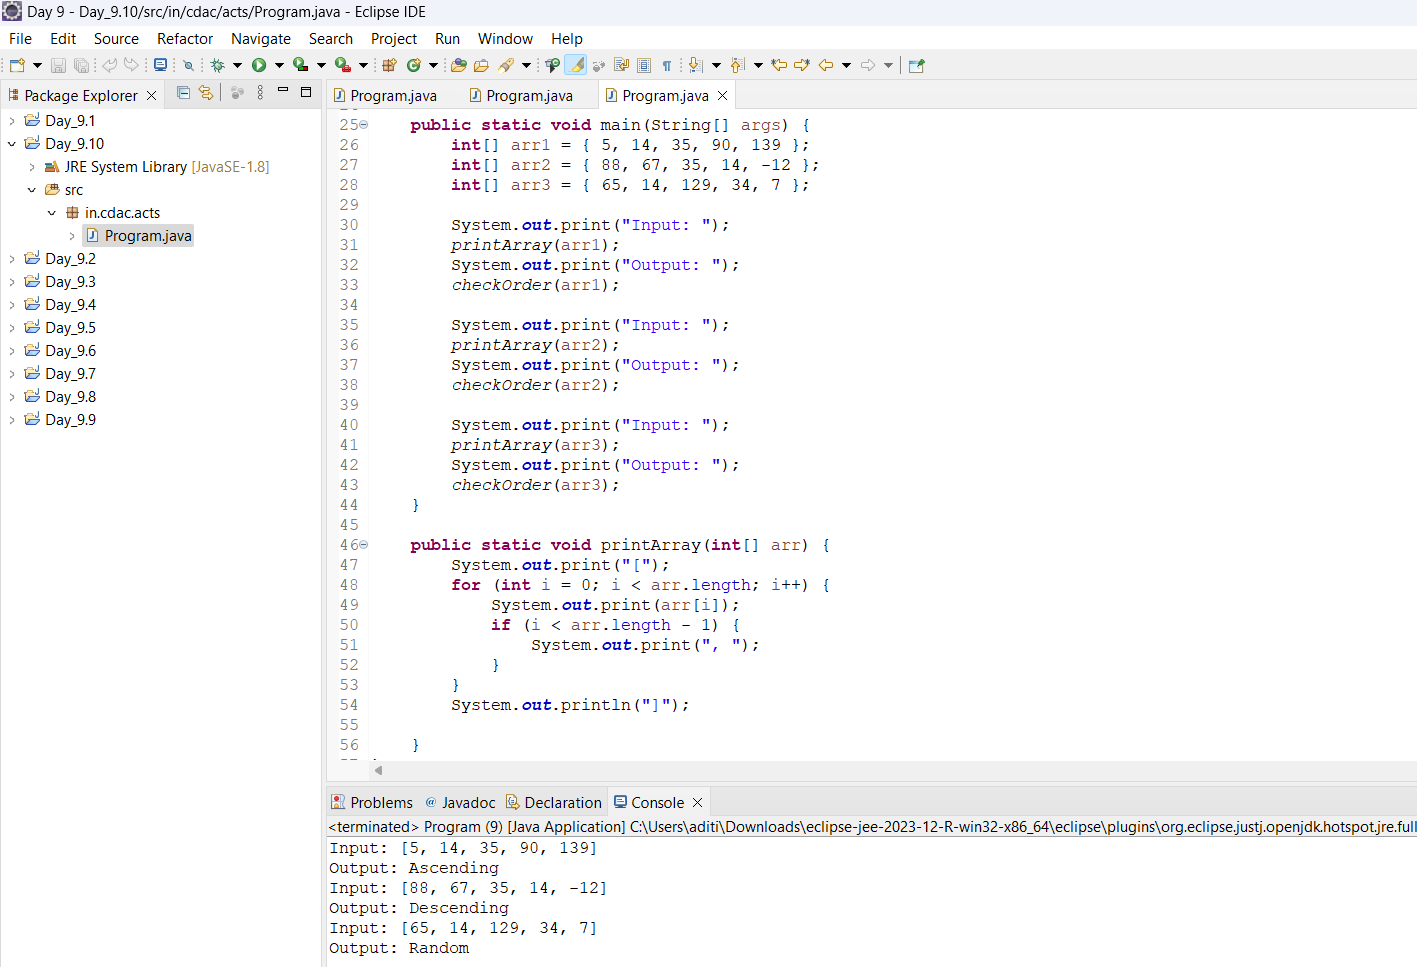 Day 9 - Day_9.10/src/in/cdac/acts/Program.java - Eclipse IDE
File Edit Source Refactor Navigate Search Project Run Window Help
Package Explorer
Day_9.1
Day_9.10
JRE System Library [JavaSE-1.8]
src
in.cdac.acts
Program.java
Day_9.2
Day_9.3
Day_9.4
Day_9.5
Day_9.6
Day_9.7
Day_9.8
Day_9.9
Program.java Program.java Program.java
25 public static void main(String[] args) {
26 int[] arr1 = { 5, 14, 35, 90, 139 };
27 int[] arr2 = { 88, 67, 35, 14, -12 };
28 int[] arr3 = { 65, 14, 129, 34, 7 };
29
30 System.out.print("Input: ");
31 printArray(arr1);
32 System.out.print("Output: ");
33 checkOrder(arr1);
34
35 System.out.print("Input: ");
36 printArray(arr2);
37 System.out.print("Output: ");
38 checkOrder(arr2);
39
40 System.out.print("Input: ");
41 printArray(arr3);
42 System.out.print("Output: ");
43 checkOrder(arr3);
44 }
45
46 public static void printArray(int[] arr) {
47 System.out.print("[");
48 for (int i = 0; i < arr.length; i++) {
49 System.out.print(arr[i]);
50 if (i < arr.length - 1) {
51 System.out.print(", ");
52 }
53 }
54 System.out.println("]");
55
56 }
Problems @ Javadoc Declaration Console
<terminated> Program (9) [Java Application] C:\Users\aditi\Downloads\eclipse-jee-2023-12-R-win32-x86_64\eclipse\plugins\org.eclipse.justj.openjdk.hotspot.jre.full
Input: [5, 14, 35, 90, 139]
Output: Ascending
Input: [88, 67, 35, 14, -12]
Output: Descending
Input: [65, 14, 129, 34, 7]
Output: Random